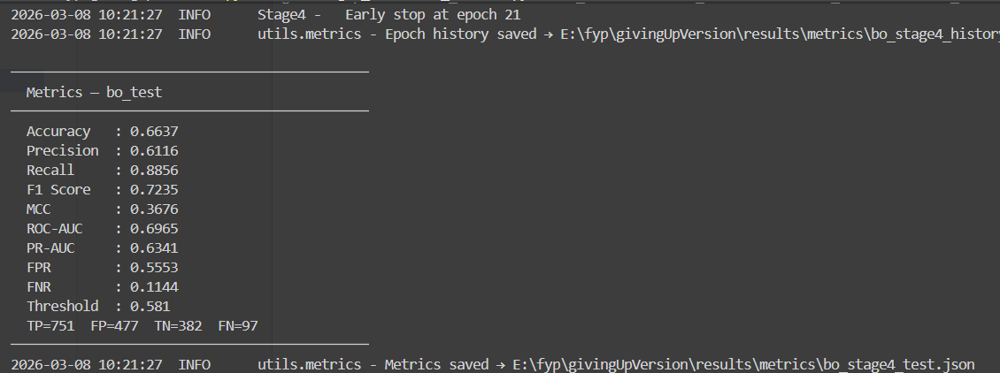 2026-03-08 10:21:27 INFO Stage4 - Early stop at epoch 21
2026-03-08 10:21:27 INFO utils.metrics - Epoch history saved → E:\fyp\givingUpVersion\results\metrics\bo_stage4_history
Metrics — bo_test
Accuracy : 0.6637
Precision : 0.6116
Recall : 0.8856
F1 Score : 0.7235
MCC : 0.3676
ROC-AUC : 0.6965
PR-AUC : 0.6341
FPR : 0.5553
FNR : 0.1144
Threshold : 0.581
TP=751 FP=477 TN=382 FN=97
2026-03-08 10:21:27 INFO utils.metrics - Metrics saved → E:\fyp\givingUpVersion\results\metrics\bo_stage4_test.json